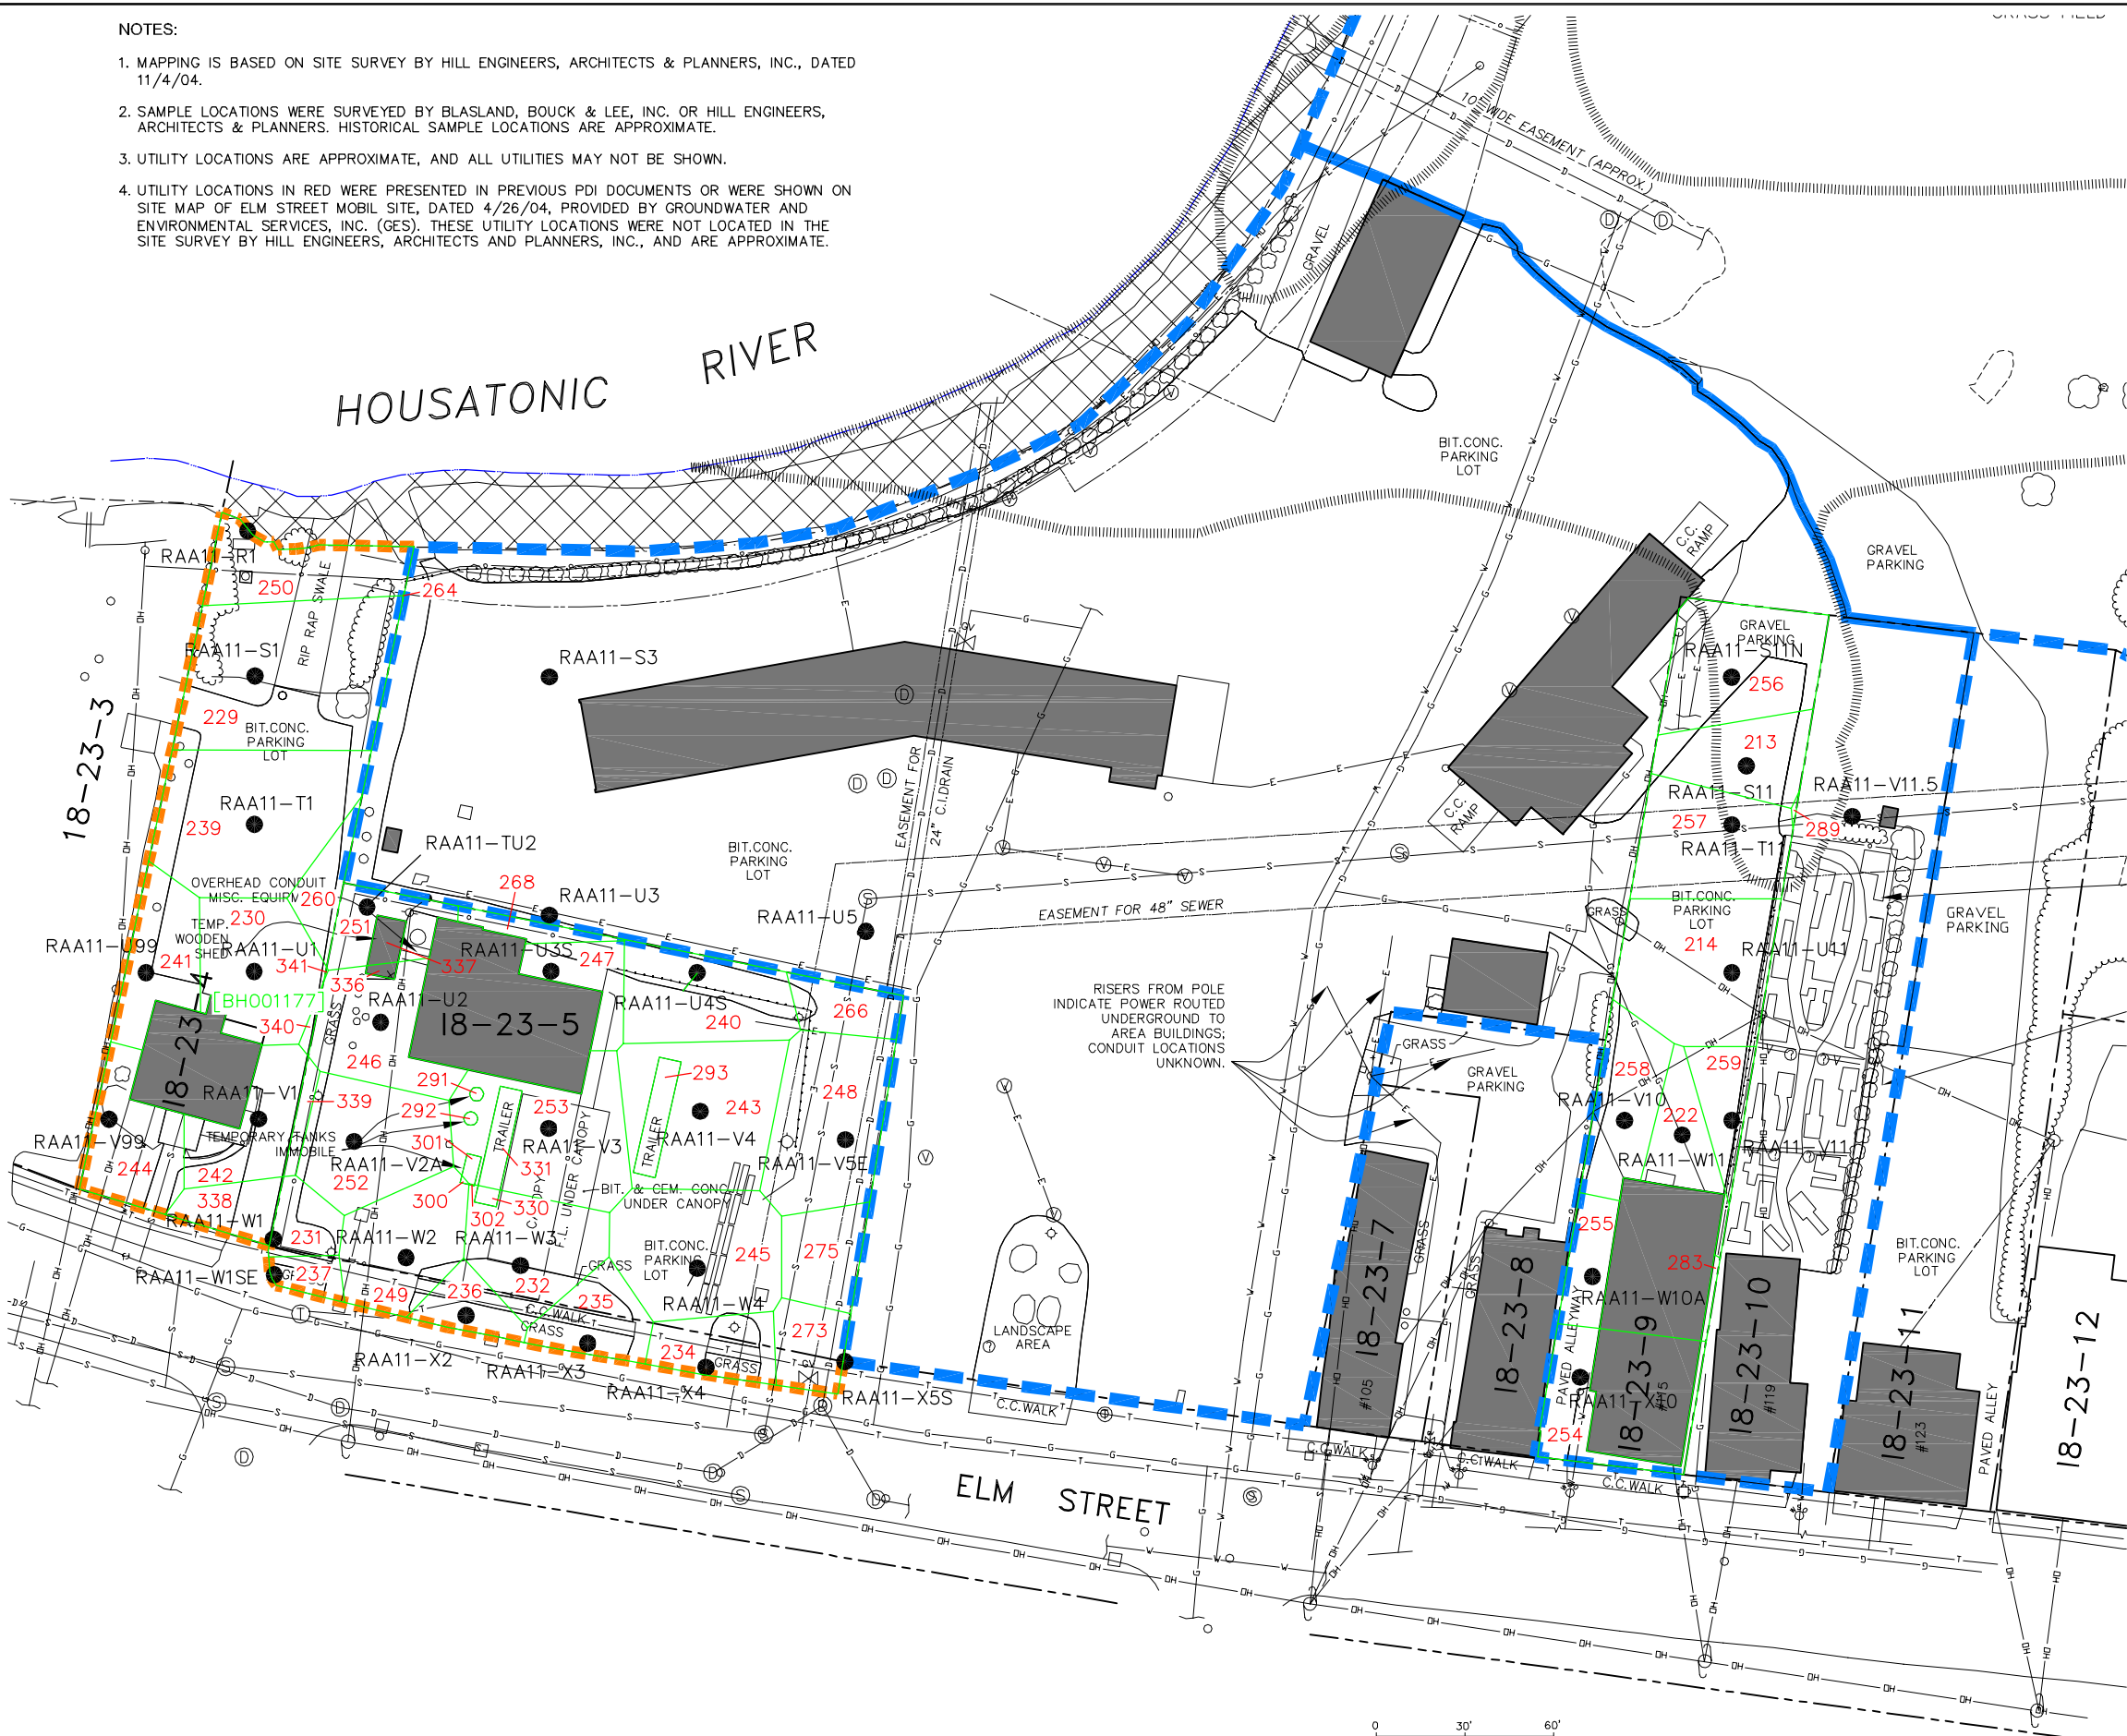 NOTES:
1. MAPPING IS BASED ON SITE SURVEY BY HILL ENGINEERS, ARCHITECTS & PLANNERS, INC., DATED
11/4/04.
2. SAMPLE LOCATIONS WERE SURVEYED BY BLASLAND, BOUCK & LEE, INC. OR HILL ENGINEERS,
ARCHITECTS & PLANNERS. HISTORICAL SAMPLE LOCATIONS ARE APPROXIMATE.
3. UTILITY LOCATIONS ARE APPROXIMATE, AND ALL UTILITIES MAY NOT BE SHOWN.
4. UTILITY LOCATIONS IN RED WERE PRESENTED IN PREVIOUS PDI DOCUMENTS OR WERE SHOWN ON
SITE MAP OF ELM STREET MOBIL SITE, DATED 4/26/04, PROVIDED BY GROUNDWATER AND
ENVIRONMENTAL SERVICES, INC. (GES). THESE UTILITY LOCATIONS WERE NOT LOCATED IN THE
SITE SURVEY BY HILL ENGINEERS, ARCHITECTS AND PLANNERS, INC., AND ARE APPROXIMATE.
10' WIDE EASEMENT (APPROX.)
GRAVEL
HOUSATONIC RIVER
BIT.CONC.
PARKING
LOT
C.C.
RAMP
GRAVEL
PARKING
RAA11-R1
250
264
RIP RAP SWALE
RAA11-S1
229
BIT.CONC.
PARKING
LOT
18-23-3
RAA11-S3
GRAVEL
PARKING
RAA11-S11N
256
213
RAA11-S11
RAA11-V11.5
257
289
RAA11-T11
RAA11-T1
239
RAA11-TU2
EASEMENT FOR
24" C.I.DRAIN
BIT.CONC.
PARKING
LOT
C.C.
RAMP
OVERHEAD CONDUIT
MISC. EQUIPM
260
268
RAA11-U3
RAA11-U5
EASEMENT FOR 48" SEWER
GRASS
BIT.CONC.
PARKING
LOT
214
RAA11-U11
GRAVEL
PARKING
230
TEMP.
WOODEN
SHED
251
RAA11-U99
241
RAA11-U1
341
336
337
RAA11-U3S
247
RAA11-U4S
240
266
[BH001177]
RAA11-U2
18-23-4
18-23-5
340
GRASS
246
RISERS FROM POLE
INDICATE POWER ROUTED
UNDERGROUND TO
AREA BUILDINGS;
CONDUIT LOCATIONS
UNKNOWN.
GRASS
GRAVEL
PARKING
258
259
RAA11-V10
222
RAA11-V11
RAA11-W11
RAA11-V1
339
291
292
293
TRAILER
TRAILER
253
243
248
RAA11-V99
244
242
338
TEMPORARY TANKS
IMMOBILE
RAA11-V2A
252
301
300
302
331
330
RAA11-V3
RAA11-V4
RAA11-V5E
BIT. & CEM. CONC.
UNDER CANOPY
F.L. UNDER CANOPY
RAA11-W1
231
RAA11-W2
RAA11-W3
GRASS
BIT.CONC.
PARKING
LOT
245
275
RAA11-W1SE
237
249
236
232
235
RAA11-W4
C.C.WALK
GRASS
273
234
GRASS
RAA11-X2
RAA11-X3
RAA11-X4
RAA11-X5S
LANDSCAPE
AREA
C.C.WALK
18-23-7
#105
GRASS
GRASS
18-23-8
PAVED ALLEYWAY
255
283
RAA11-W10A
RAA11-X10
254
18-23-9
#115
18-23-10
#119
18-23-11
#123
BIT.CONC.
PARKING
LOT
PAVED ALLEY
18-23-12
C.C.WALK
C.C.WALK
C.C.WALK
ELM STREET
0 30' 60'